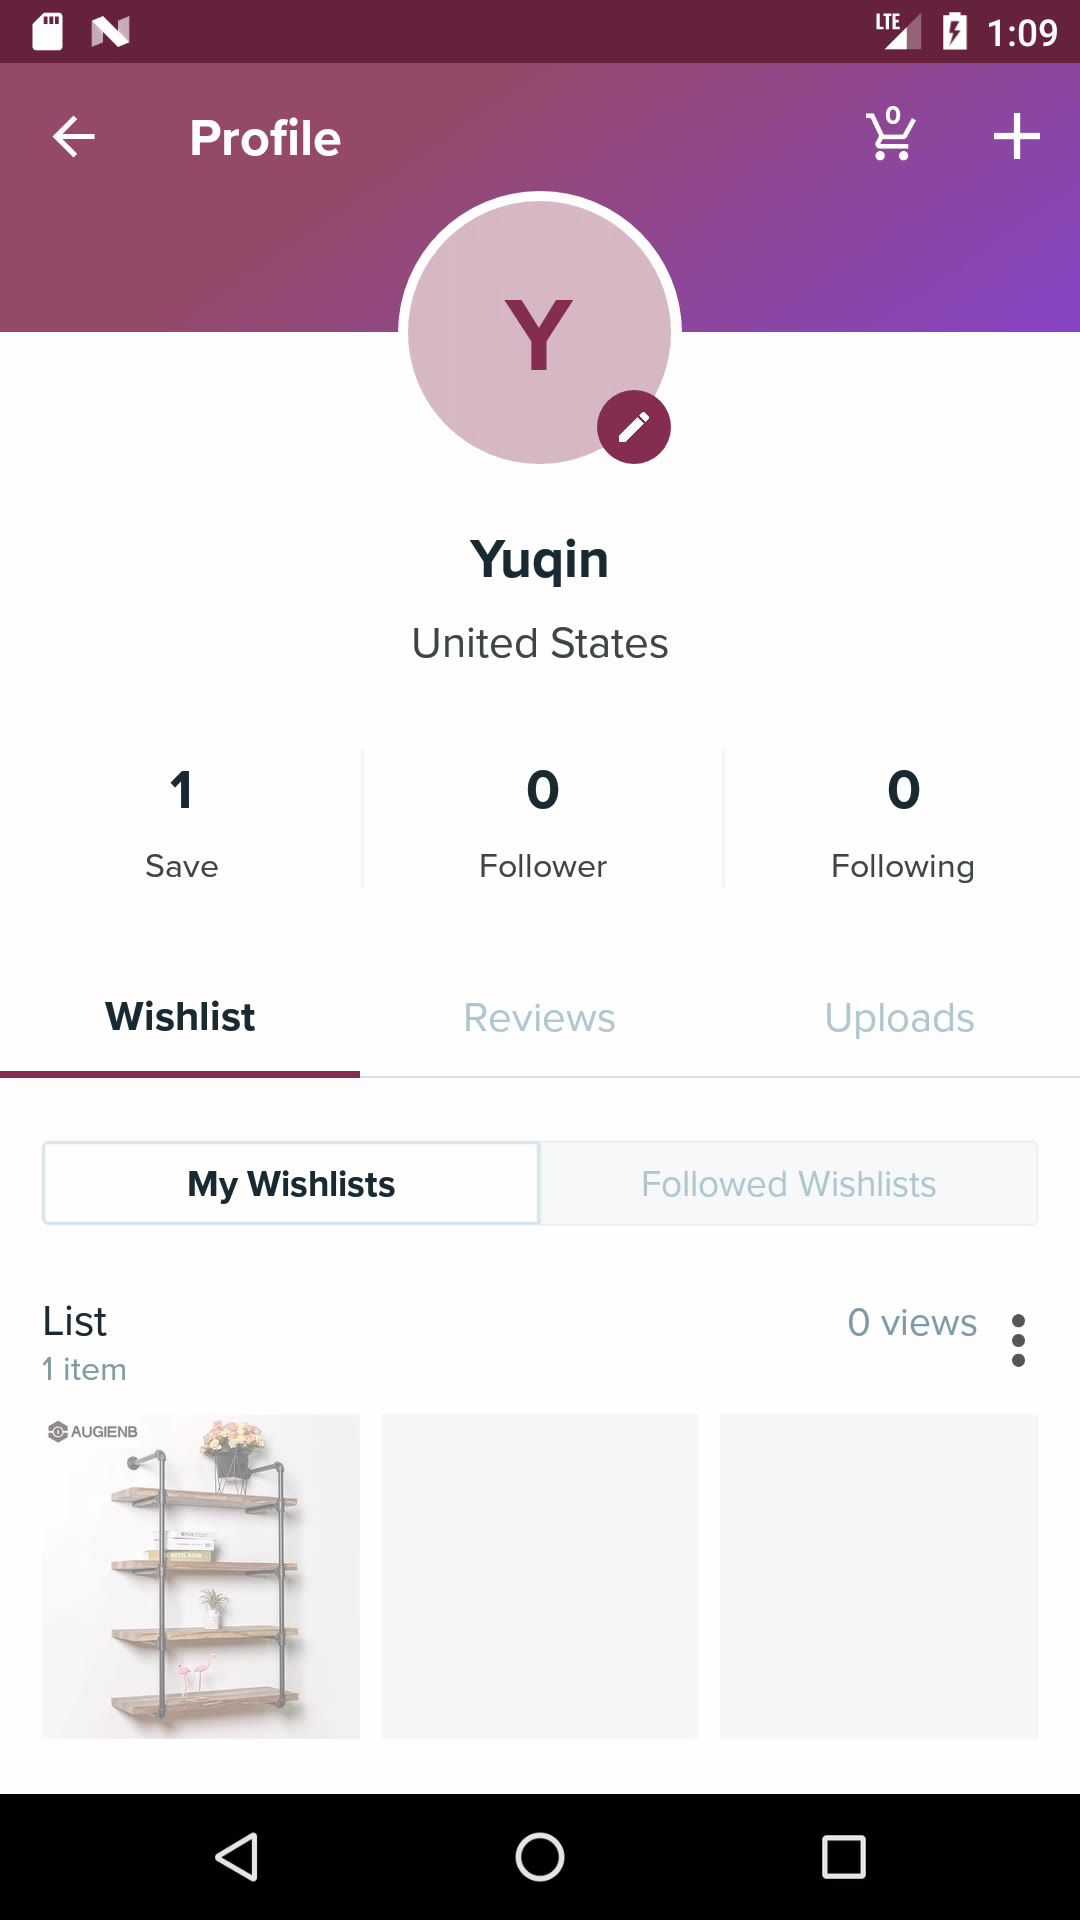 LTE 1:09
Profile
0
Y
Yuqin
United States
1 0 0
Save Follower Following
Wishlist Reviews Uploads
My Wishlists Followed Wishlists
List 0 views
1 item
AUGIENB